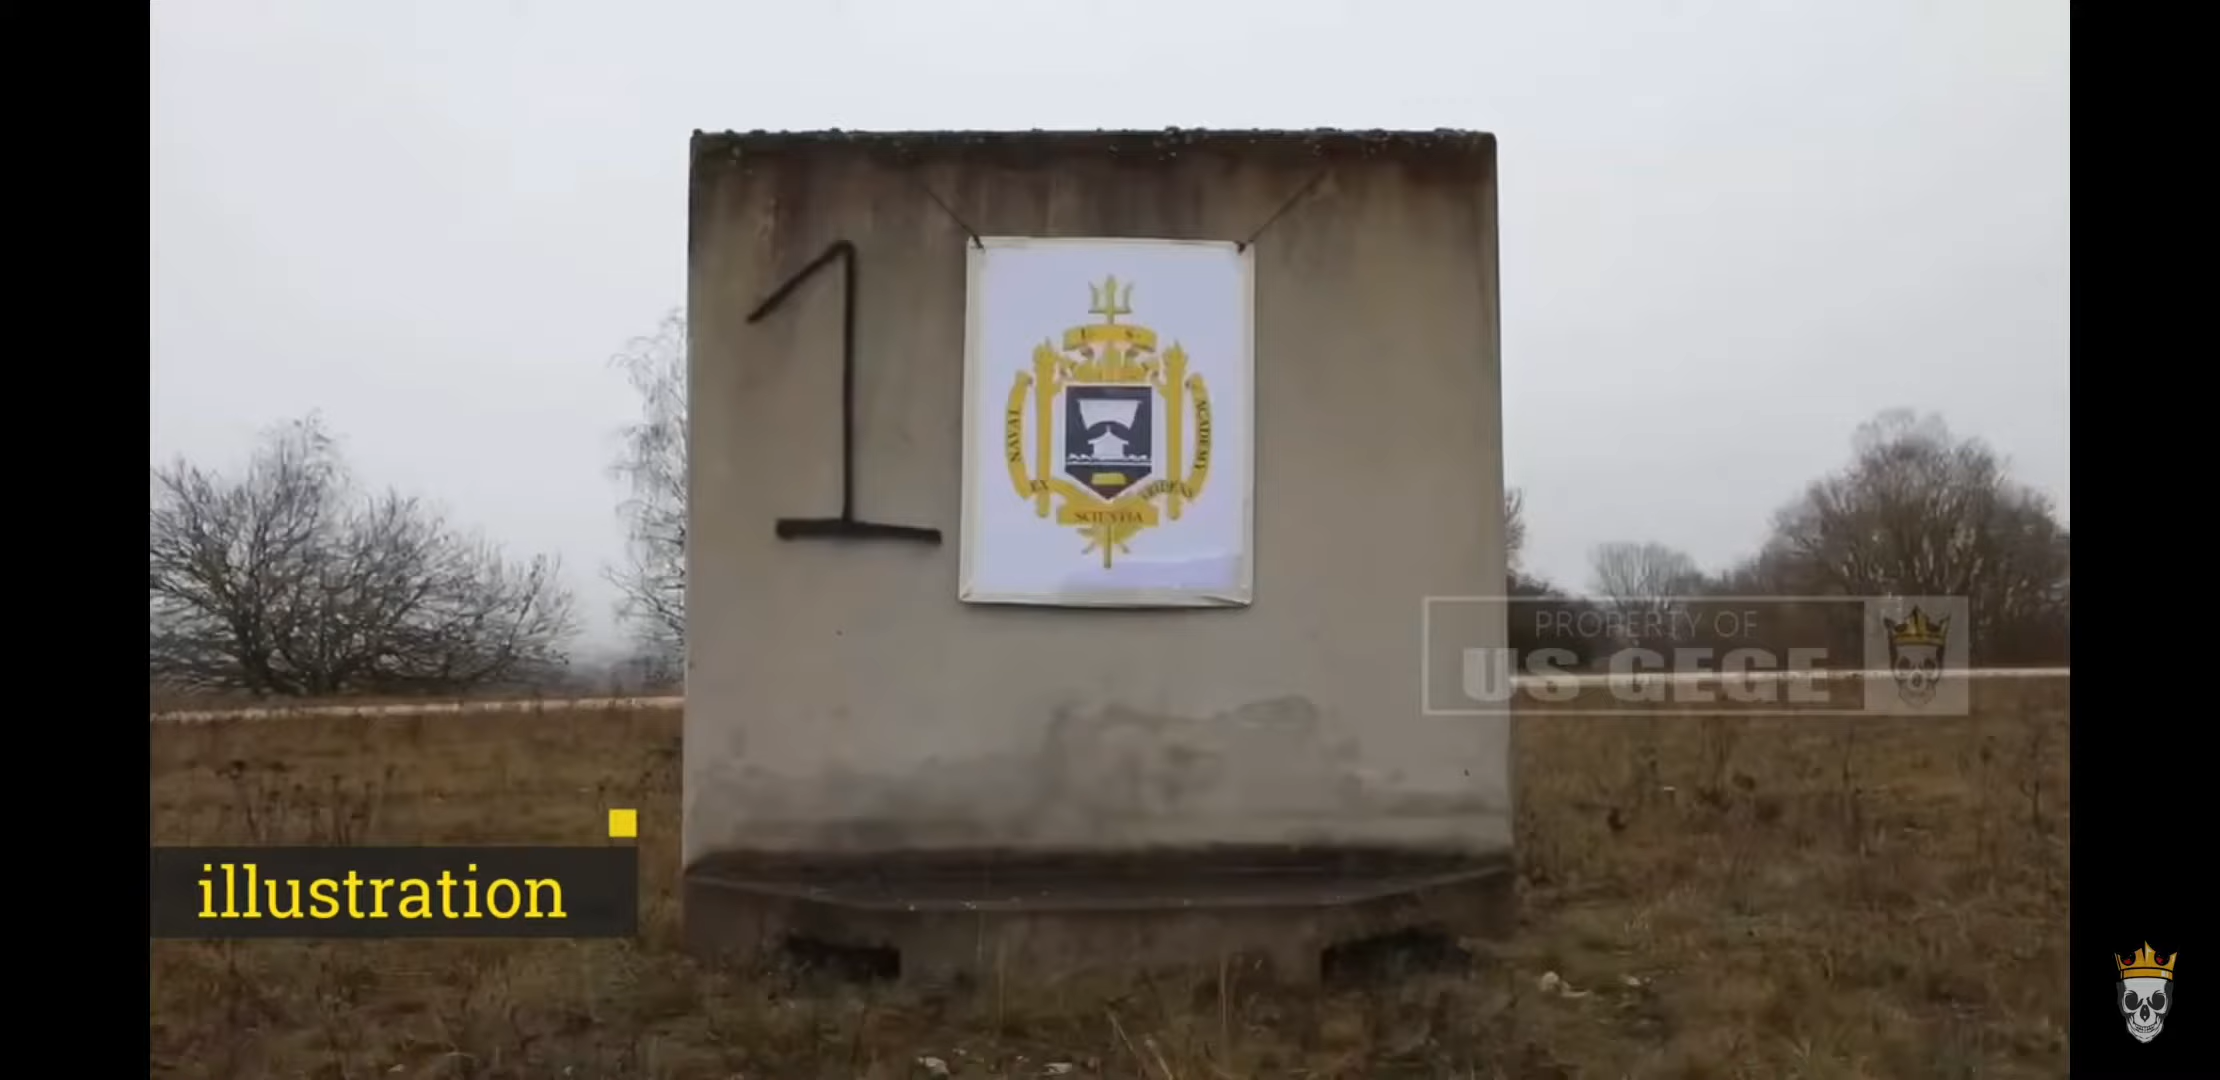 1
U. S.
NAVAL
ACADEMY
EX
TRIDENS
SCIENTIA
PROPERTY OF
US GEGE
illustration